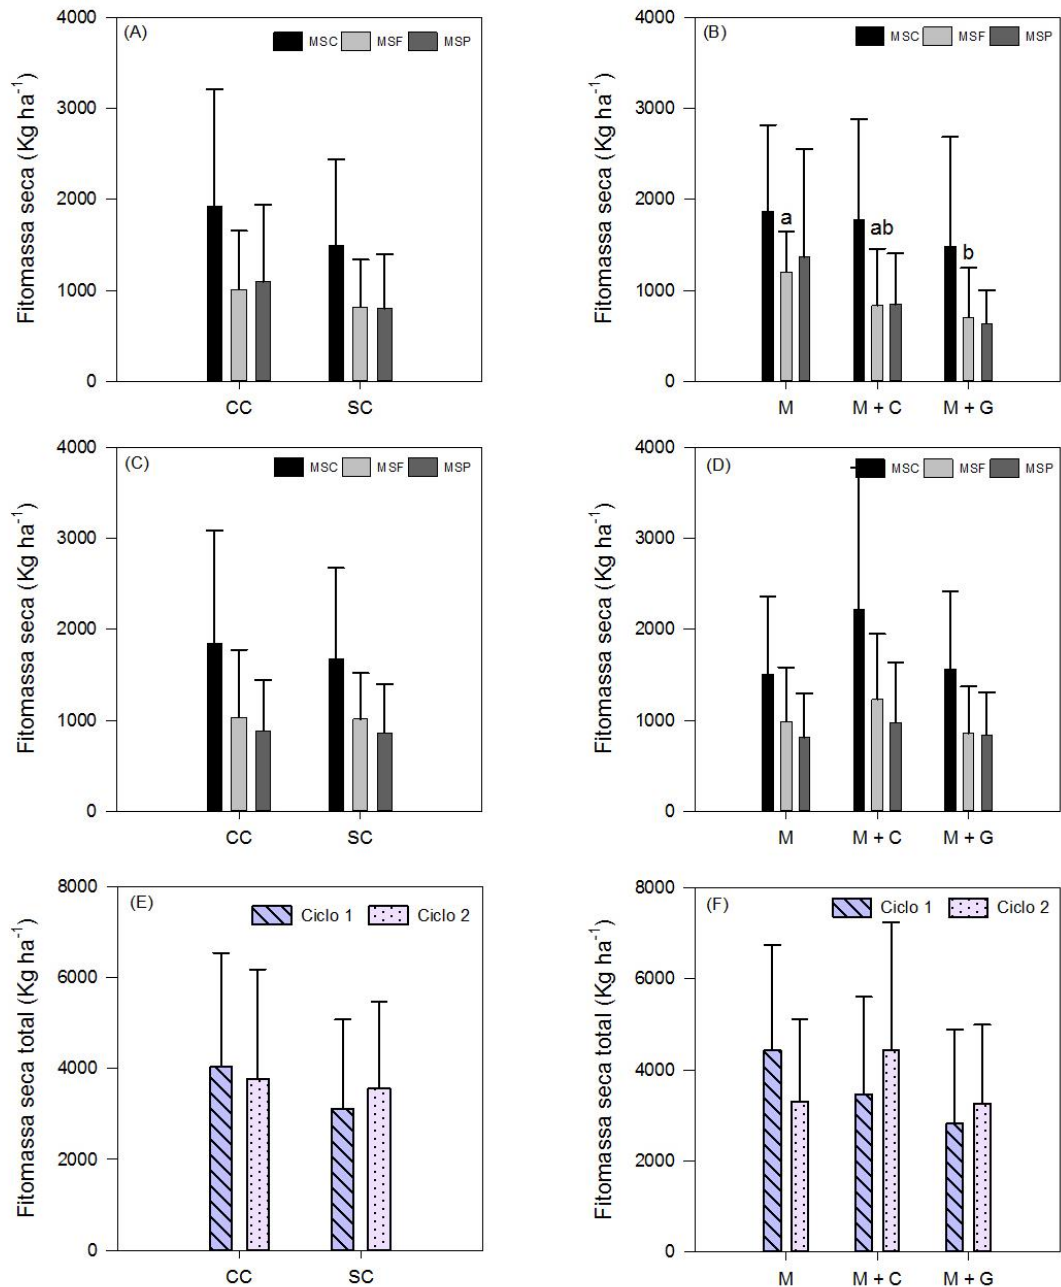 (A)
MSC MSF MSP
Fitomassa seca (Kg ha⁻¹)
4000
3000
2000
1000
0
CC SC
(B)
MSC MSF MSP
Fitomassa seca (Kg ha⁻¹)
4000
3000
2000
1000
0
a ab b
M M + C M + G
(C)
MSC MSF MSP
Fitomassa seca (Kg ha⁻¹)
4000
3000
2000
1000
0
CC SC
(D)
MSC MSF MSP
Fitomassa seca (Kg ha⁻¹)
4000
3000
2000
1000
0
M M + C M + G
(E)
Ciclo 1 Ciclo 2
Fitomassa seca total (Kg ha⁻¹)
8000
6000
4000
2000
0
CC SC
(F)
Ciclo 1 Ciclo 2
Fitomassa seca total (Kg ha⁻¹)
8000
6000
4000
2000
0
M M + C M + G